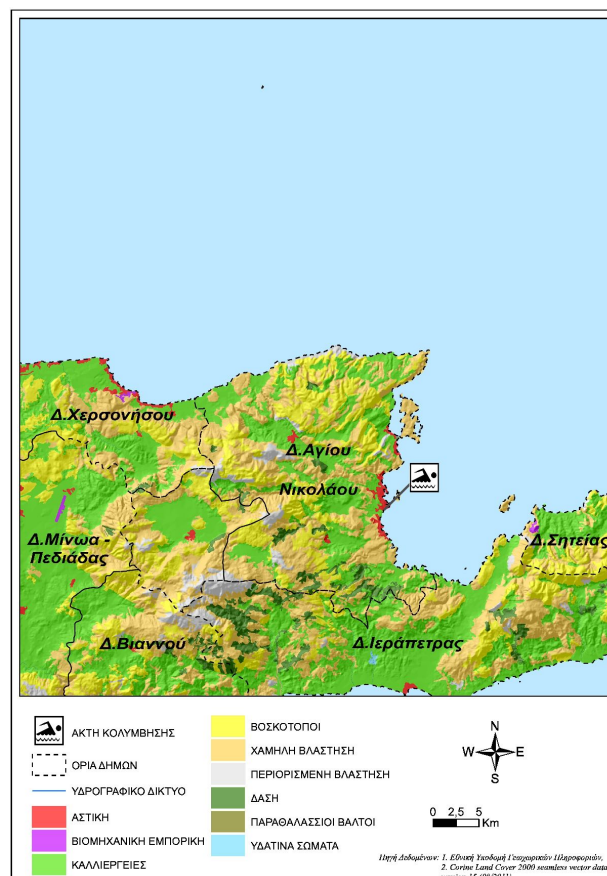 Δ.Χερσονήσου
Δ.Αγίου
Νικολάου
Δ.Μίνωα -
Πεδιάδας
Δ.Σητείας
Δ.Βιαννού
Δ.Ιεράπετρας
ΑΚΤΗ ΚΟΛΥΜΒΗΣΗΣ
ΟΡΙΑ ΔΗΜΩΝ
ΥΔΡΟΓΡΑΦΙΚΟ ΔΙΚΤΥΟ
ΑΣΤΙΚΗ
ΒΙΟΜΗΧΑΝΙΚΗ ΕΜΠΟΡΙΚΗ
ΚΑΛΛΙΕΡΓΕΙΕΣ
ΒΟΣΚΟΤΟΠΟΙ
ΧΑΜΗΛΗ ΒΛΑΣΤΗΣΗ
ΠΕΡΙΟΡΙΣΜΕΝΗ ΒΛΑΣΤΗΣΗ
ΔΑΣΗ
ΠΑΡΑΘΑΛΑΣΣΙΟΙ ΒΑΛΤΟΙ
ΥΔΑΤΙΝΑ ΣΩΜΑΤΑ
N
W E
S
0 2,5 5
Km
Πηγή Δεδομένων: 1. Εθνική Υποδομή Γεωχωρικών Πληροφοριών,
2. Corine Land Cover 2000 seamless vector data